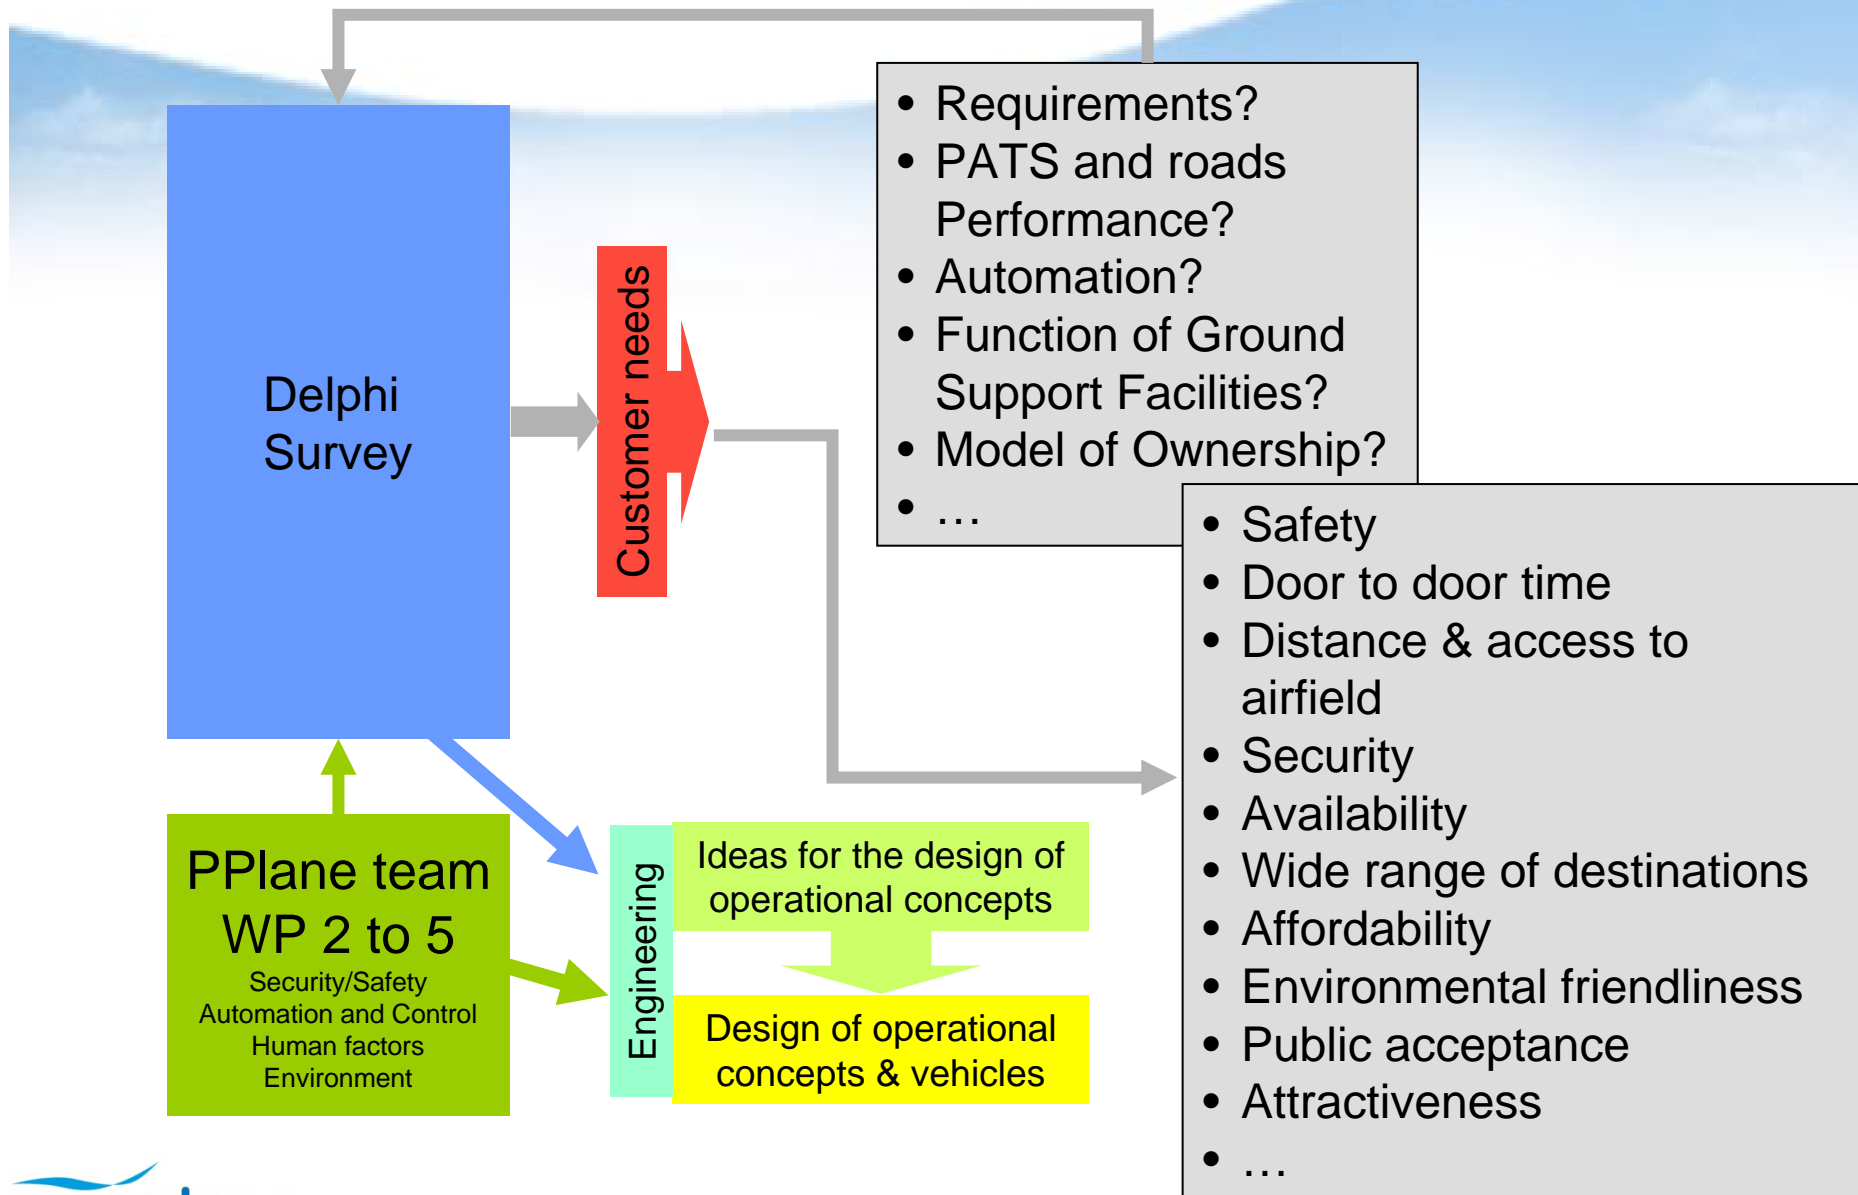 Delphi
Survey
Customer needs
• Requirements?
• PATS and roads
Performance?
• Automation?
• Function of Ground
Support Facilities?
• Model of Ownership?
• …
• Safety
• Door to door time
• Distance & access to
airfield
• Security
• Availability
• Wide range of destinations
• Affordability
• Environmental friendliness
• Public acceptance
• Attractiveness
• …
PPlane team
WP 2 to 5
Security/Safety
Automation and Control
Human factors
Environment
Engineering
Ideas for the design of
operational concepts
Design of operational
concepts & vehicles